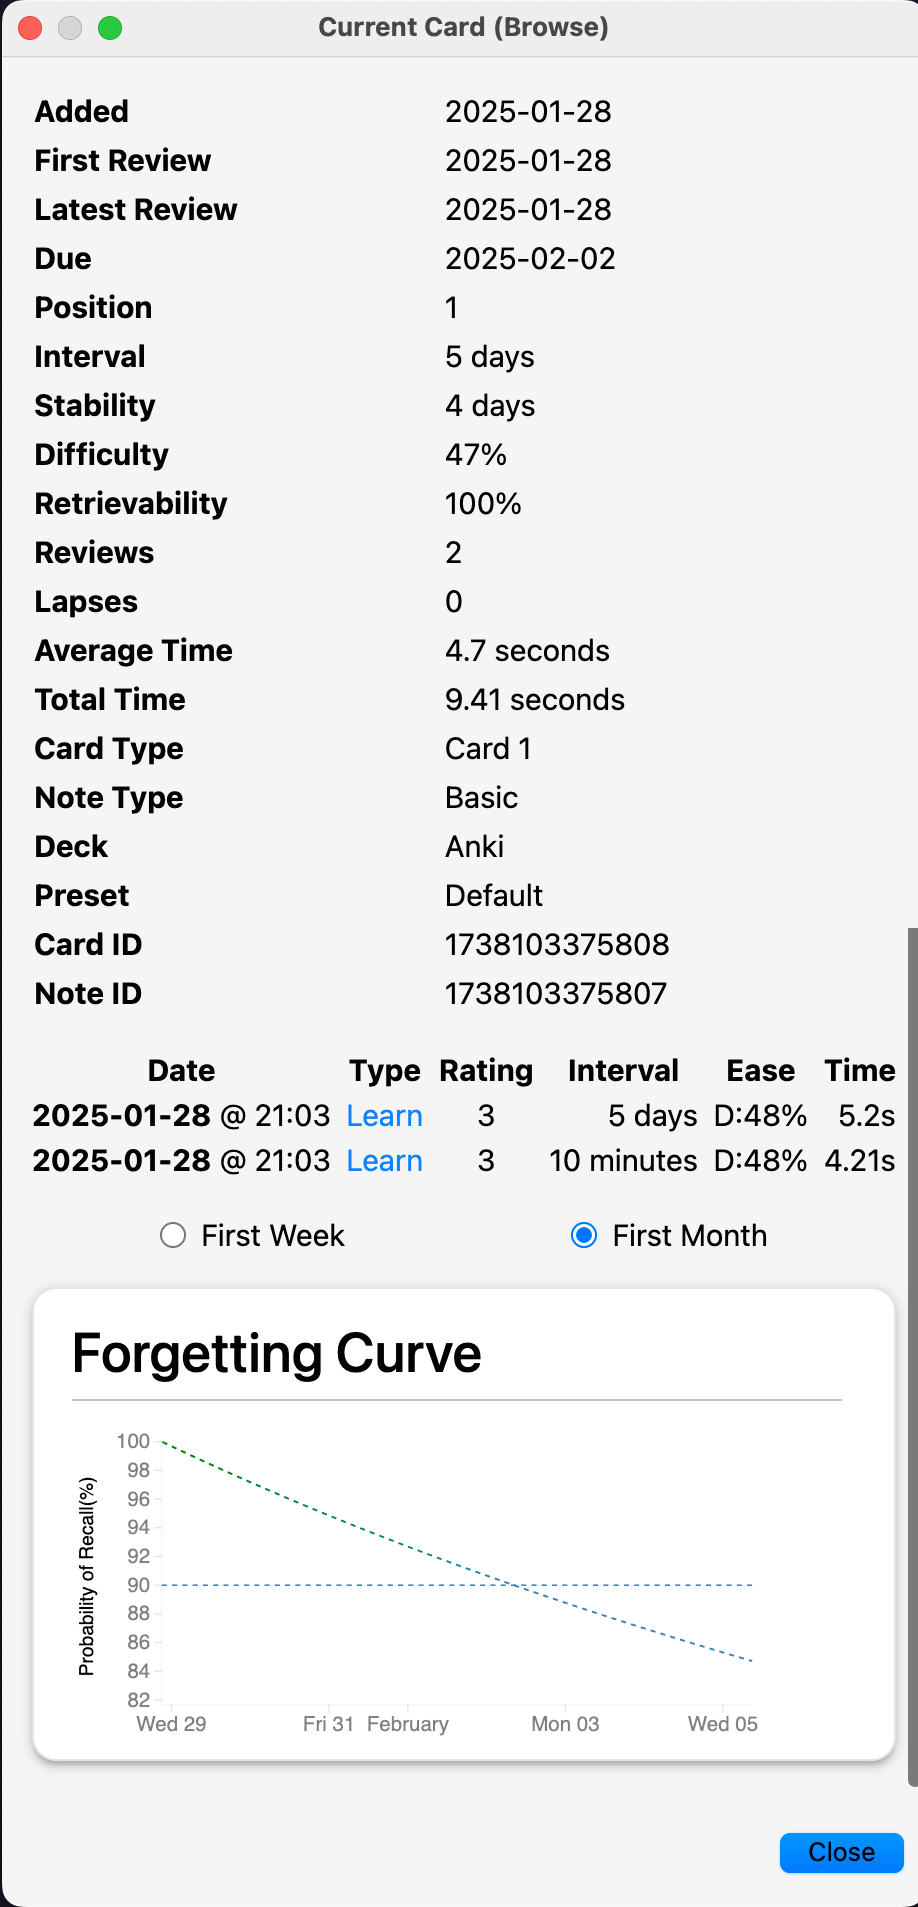 Current Card (Browse)
Added 2025-01-28
First Review 2025-01-28
Latest Review 2025-01-28
Due 2025-02-02
Position 1
Interval 5 days
Stability 4 days
Difficulty 47%
Retrievability 100%
Reviews 2
Lapses 0
Average Time 4.7 seconds
Total Time 9.41 seconds
Card Type Card 1
Note Type Basic
Deck Anki
Preset Default
Card ID 1738103375808
Note ID 1738103375807
Date Type Rating Interval Ease Time
2025-01-28 @ 21:03 Learn 3 5 days D:48% 5.2s
2025-01-28 @ 21:03 Learn 3 10 minutes D:48% 4.21s
First Week First Month
Forgetting Curve
Probability of Recall(%)
100
98
96
94
92
90
88
86
84
82
Wed 29 Fri 31 February Mon 03 Wed 05
Close